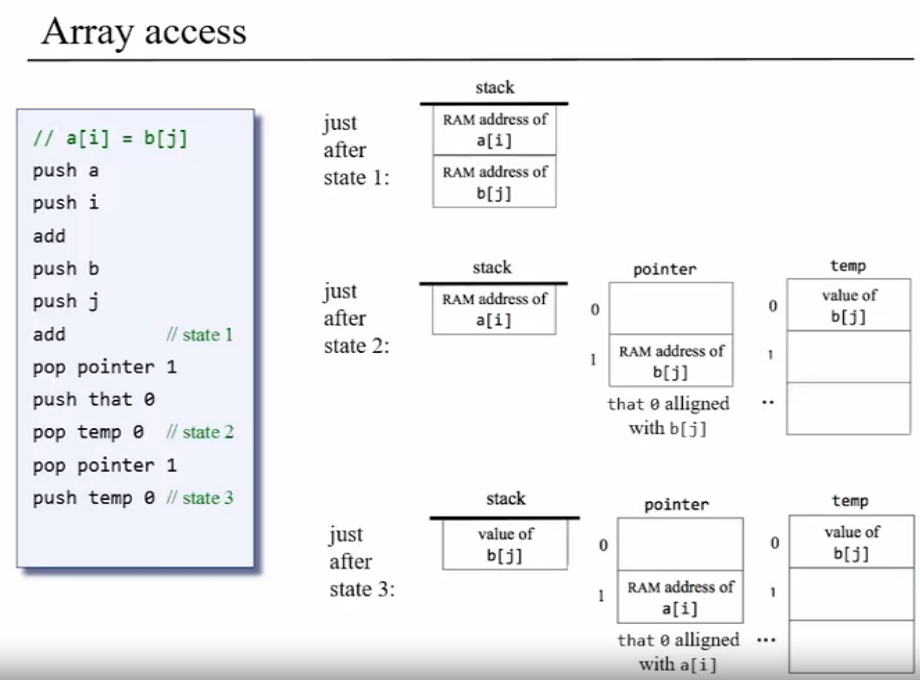 Array access
// a[i] = b[j]
push a
push i
add
push b
push j
add // state 1
pop pointer 1
push that 0
pop temp 0 // state 2
pop pointer 1
push temp 0 // state 3
just
after
state 1:
stack
RAM address of
a[i]
RAM address of
b[j]
just
after
state 2:
stack
RAM address of
a[i]
pointer
0
1
RAM address of
b[j]
that 0 alligned
with b[j]
temp
0
value of
b[j]
1
..
just
after
state 3:
stack
value of
b[j]
pointer
0
1
RAM address of
a[i]
that 0 alligned
with a[i]
temp
0
value of
b[j]
1
...